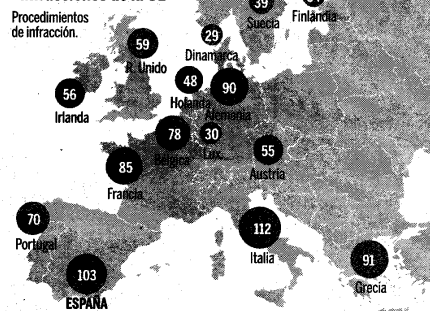 Procedimientos
de infracción.
39
Suecia
Finlandia
29
Dinamarca
59
R. Unido
48
Holanda
90
Alemania
56
Irlanda
78
Bélgica
30
Lux.
55
Austria
85
Francia
70
Portugal
112
Italia
91
Grecia
103
ESPAÑA